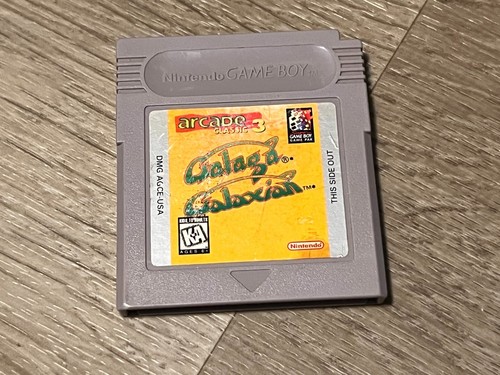 Nintendo GAME BOY®
arcade
CLASSIC 3
GAME BOY
GAME PAK
Galaga®
Galaxian™
DMG AGCE-USA
THIS SIDE OUT
KIDS TO ADULTS
K-A
AGES 6+
Nintendo